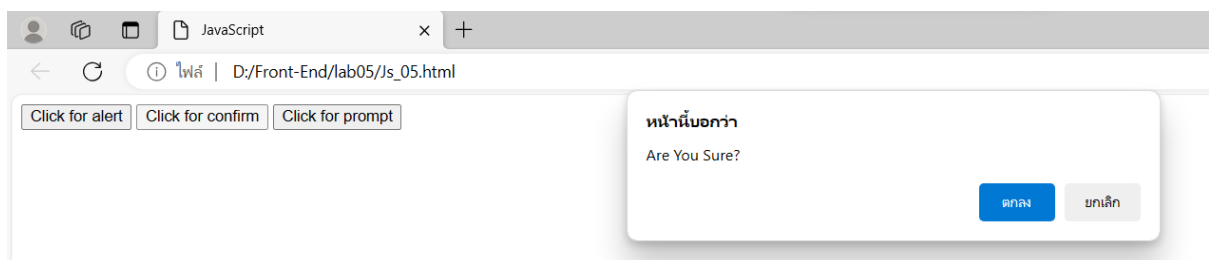 JavaScript
ไฟล์ | D:/Front-End/lab05/Js_05.html
Click for alert Click for confirm Click for prompt
หน้านี้บอกว่า
Are You Sure?
ตกลง ยกเลิก